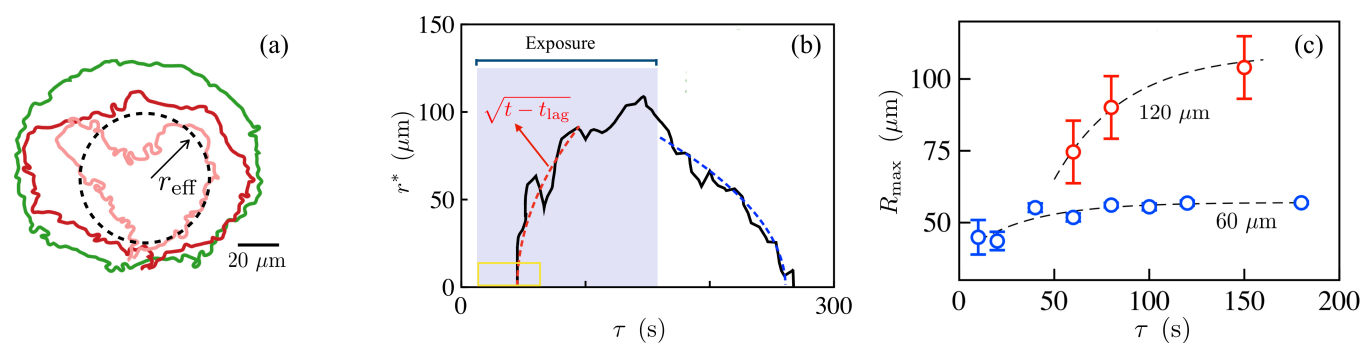 (a)
r_eff
20 μm
150
100
50
0
r* (μm)
Exposure
(b)
√t − t_lag
0
300
τ (s)
(c)
100
75
50
R_max (μm)
120 μm
60 μm
0
50
100
150
200
τ (s)